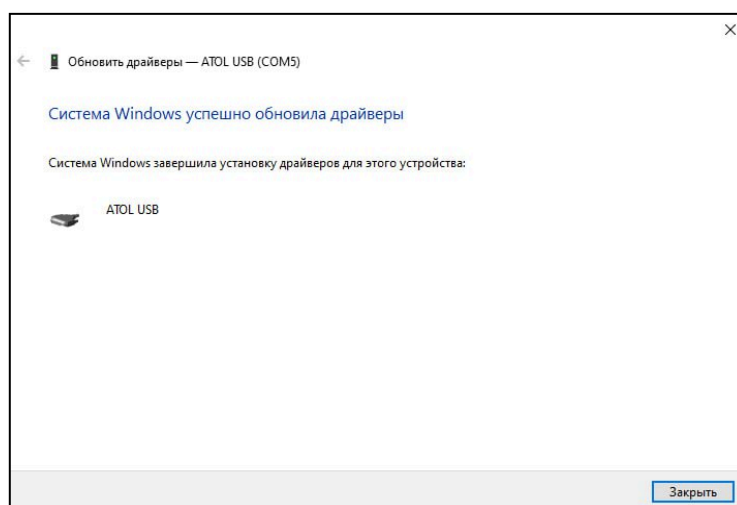 Обновить драйверы — ATOL USB (COM5)
Система Windows успешно обновила драйверы
Система Windows завершила установку драйверов для этого устройства:
ATOL USB
Закрыть